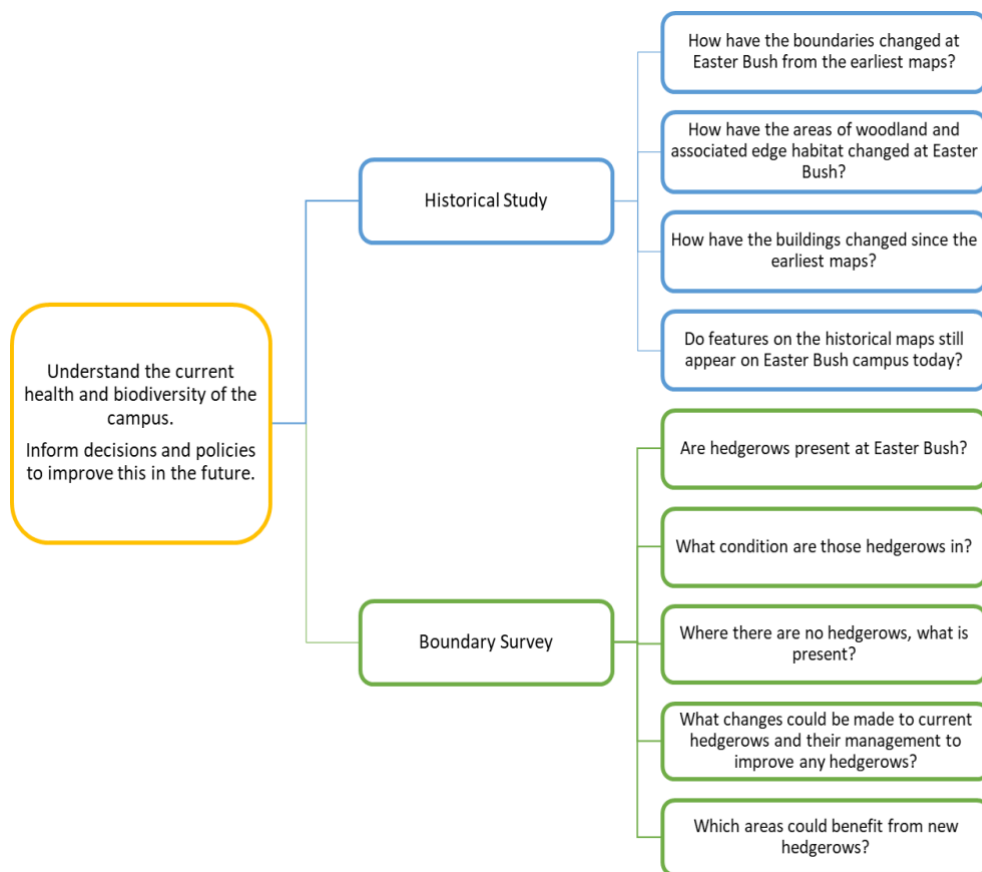 Understand the current
health and biodiversity of the
campus.
Inform decisions and policies
to improve this in the future.
Historical Study
How have the boundaries changed at
Easter Bush from the earliest maps?
How have the areas of woodland and
associated edge habitat changed at Easter
Bush?
How have the buildings changed since the
earliest maps?
Do features on the historical maps still
appear on Easter Bush campus today?
Boundary Survey
Are hedgerows present at Easter Bush?
What condition are those hedgerows in?
Where there are no hedgerows, what is
present?
What changes could be made to current
hedgerows and their management to
improve any hedgerows?
Which areas could benefit from new
hedgerows?